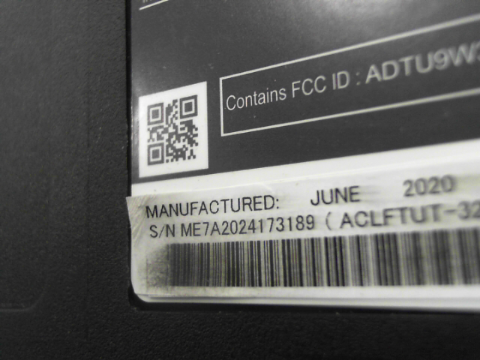 Contains FCC ID : ADTU9W
MANUFACTURED: JUNE 2020
S/N ME7A2024173189 ( ACLFTUT-32